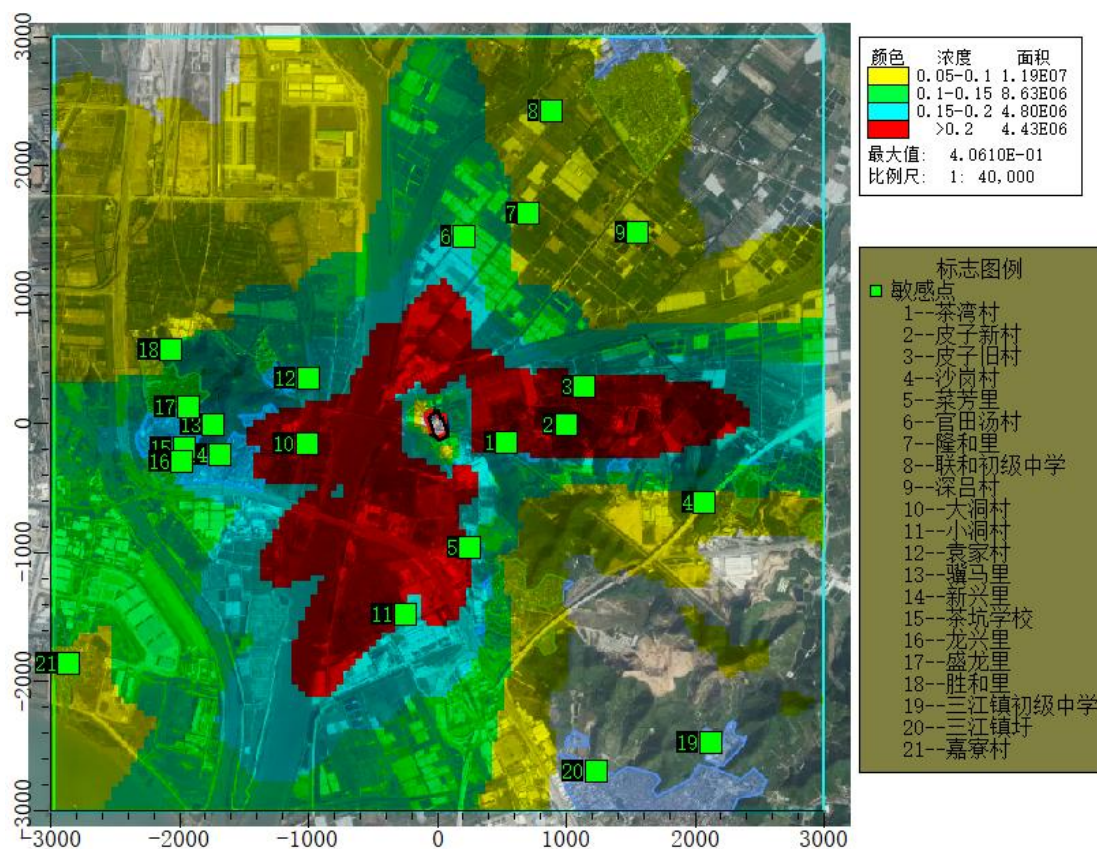 颜色 浓度 面积
0.05-0.1 1.19E07
0.1-0.15 8.63E06
0.15-0.2 4.80E06
>0.2 4.43E06
最大值: 4.0610E-01
比例尺: 1: 40,000
标志图例
敏感点
1--茶湾村
2--皮子新村
3--皮子旧村
4--沙岗村
5--菜芳里
6--官田汤村
7--隆和里
8--联和初级中学
9--深吕村
10--大洞村
11--小洞村
12--袁家村
13--骥马里
14--新兴里
15--茶坑学校
16--龙兴里
17--盛龙里
18--胜和里
19--三江镇初级中学
20--三江镇圩
21--嘉寮村
3000
2000
1000
0
-1000
-2000
-3000
-3000 -2000 -1000 0 1000 2000 3000
8
7
6
9
18
12
3
17
13
2
10
1
15
4
16
4
5
11
21
19
20